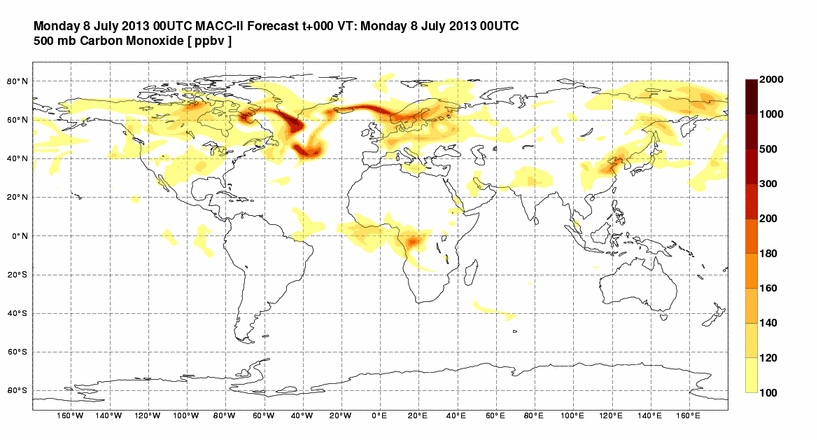 Monday 8 July 2013 00UTC MACC-II Forecast t+000 VT: Monday 8 July 2013 00UTC
500 mb Carbon Monoxide [ ppbv ]
80°N
60°N
40°N
20°N
0°N
20°S
40°S
60°S
80°S
160°W 140°W 120°W 100°W 80°W 60°W 40°W 20°W 0°E 20°E 40°E 60°E 80°E 100°E 120°E 140°E 160°E
2000
1000
500
300
200
180
160
140
120
100